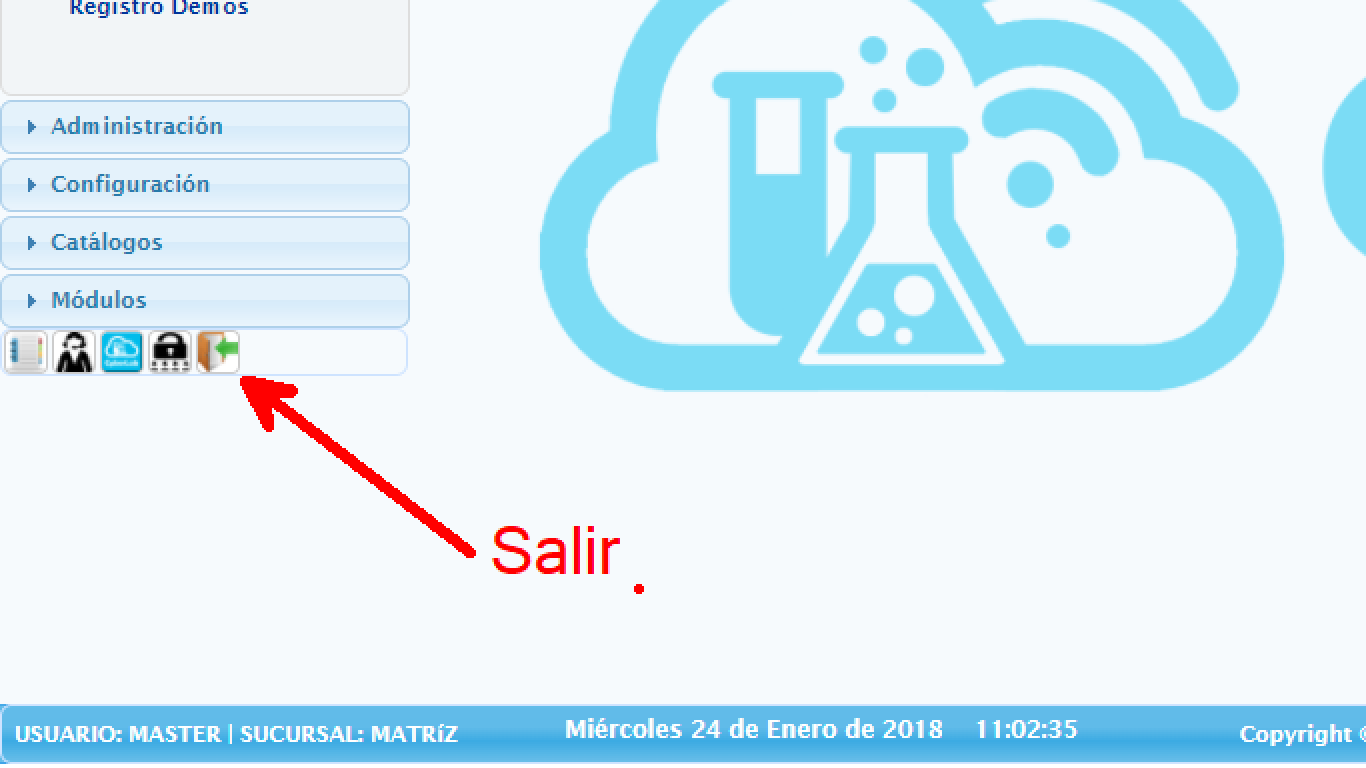 Registro Demos
Administración
Configuración
Catálogos
Módulos
Salir
USUARIO: MASTER | SUCURSAL: MATRíZ
Miércoles 24 de Enero de 2018 11:02:35
Copyright ©